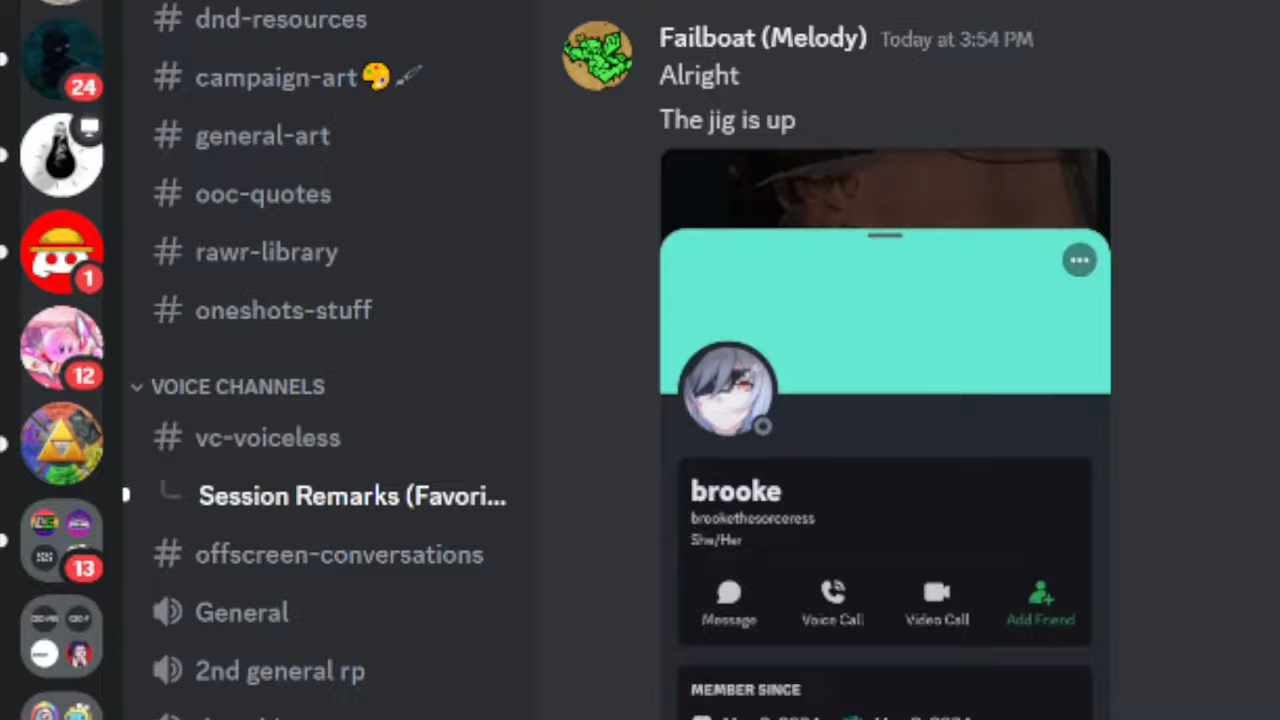 dnd-resources
campaign-art
general-art
ooc-quotes
rawr-library
oneshots-stuff
VOICE CHANNELS
vc-voiceless
Session Remarks (Favori...
offscreen-conversations
General
2nd general rp
24
1
12
13
Failboat (Melody) Today at 3:54 PM
Alright
The jig is up
brooke
brookethesorceress
She/Her
Message Voice Call Video Call Add Friend
MEMBER SINCE